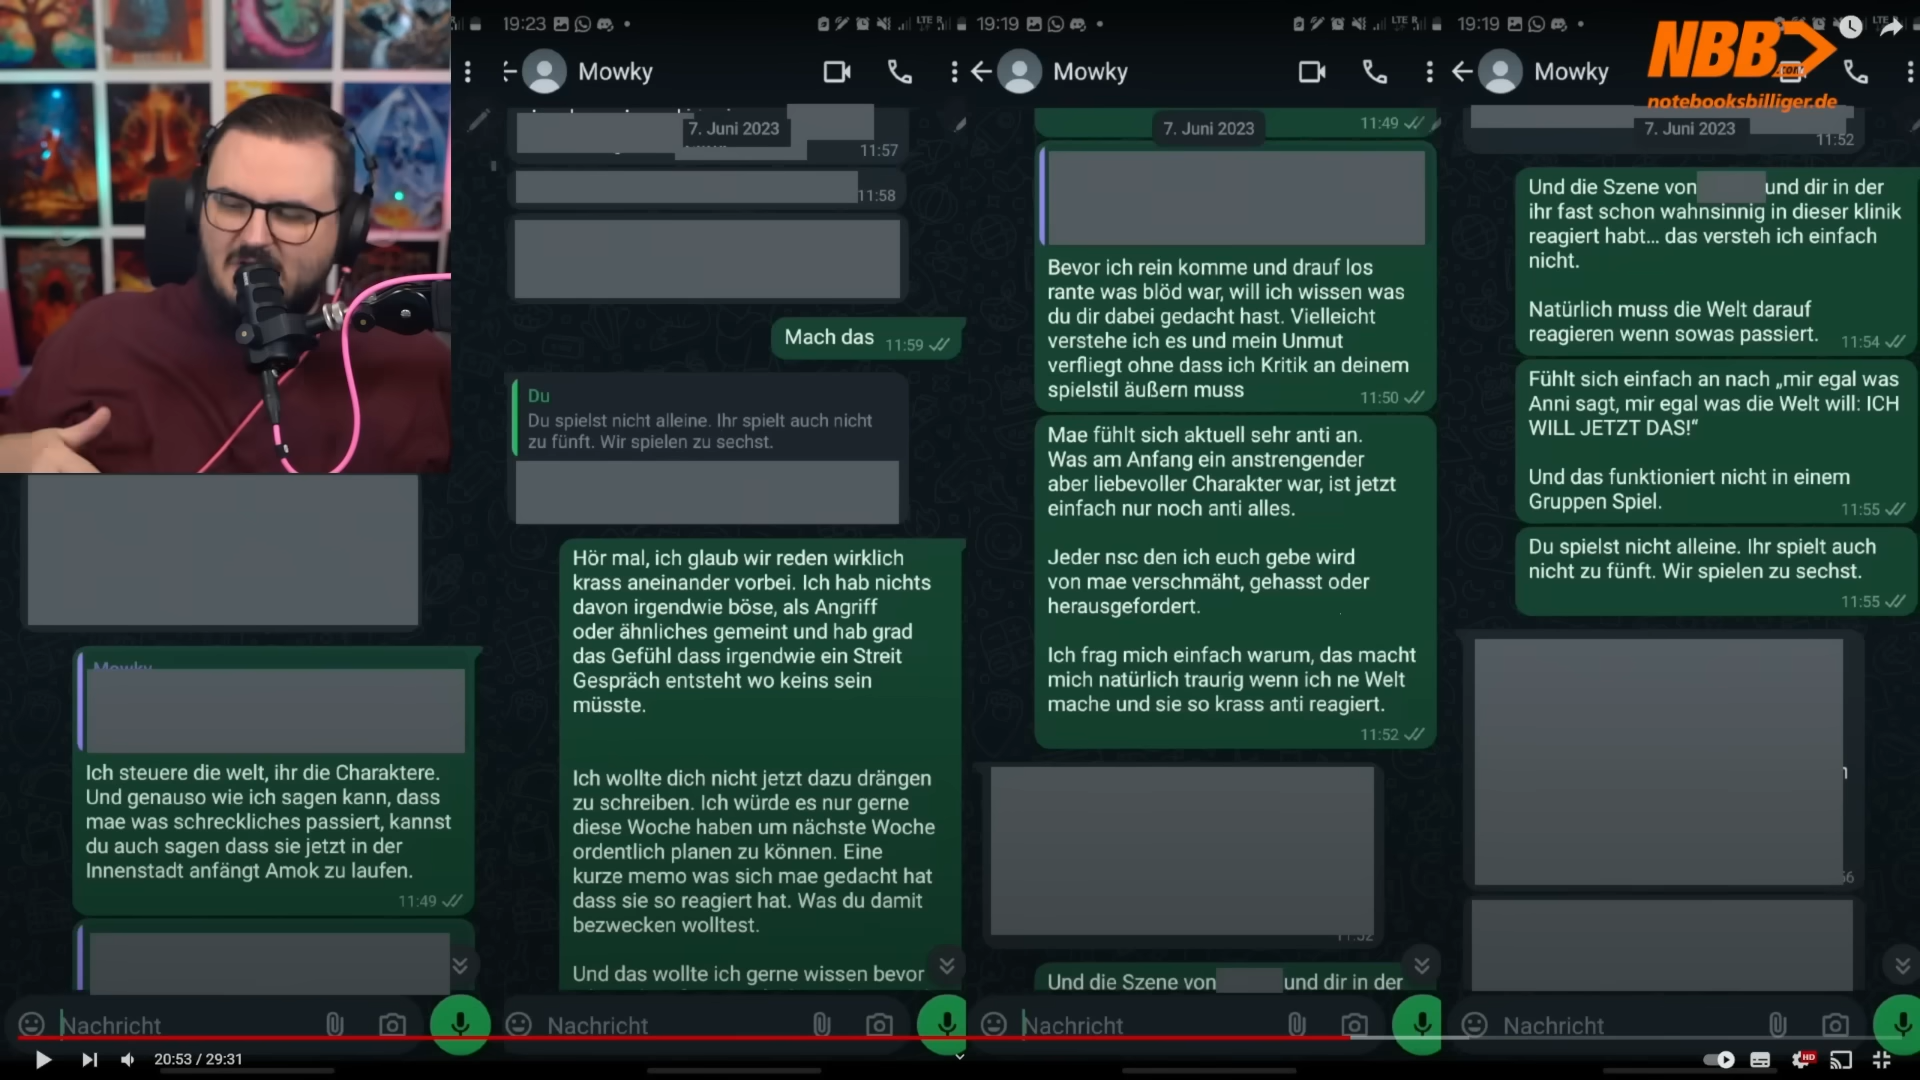 19:23
Mowky
7. Juni 2023
11:57
11:58
Mach das
11:59
Du
Du spielst nicht alleine. Ihr spielt auch nicht
zu fünft. Wir spielen zu sechst.
Hör mal, ich glaub wir reden wirklich
krass aneinander vorbei. Ich hab nichts
davon irgendwie böse, als Angriff
oder ähnliches gemeint und hab grad
das Gefühl dass irgendwie ein Streit
Gespräch entsteht wo keins sein
müsste.
Ich wollte dich nicht jetzt dazu drängen
zu schreiben. Ich würde es nur gerne
diese Woche haben um nächste Woche
ordentlich planen zu können. Eine
kurze memo was sich mae gedacht hat
dass sie so reagiert hat. Was du damit
bezwecken wolltest.
Und das wollte ich gerne wissen bevor
Nachricht
Mowky
Ich steuere die welt, ihr die Charaktere.
Und genauso wie ich sagen kann, dass
mae was schreckliches passiert, kannst
du auch sagen dass sie jetzt in der
Innenstadt anfängt Amok zu laufen.
11:49
Nachricht
LTE
19:19
Mowky
11:49
7. Juni 2023
Bevor ich rein komme und drauf los
rante was blöd war, will ich wissen was
du dir dabei gedacht hast. Vielleicht
verstehe ich es und mein Unmut
verfliegt ohne dass ich Kritik an deinem
spielstil äußern muss
11:50
Mae fühlt sich aktuell sehr anti an.
Was am Anfang ein anstrengender
aber liebevoller Charakter war, ist jetzt
einfach nur noch anti alles.
Jeder nsc den ich euch gebe wird
von mae verschmäht, gehasst oder
herausgefordert.
Ich frag mich einfach warum, das macht
mich natürlich traurig wenn ich ne Welt
mache und sie so krass anti reagiert.
11:52
Und die Szene von und dir in der
Nachricht
LTE
19:19
Mowky
NBB.com
notebooksbilliger.de
7. Juni 2023
11:52
Und die Szene von und dir in der
ihr fast schon wahnsinnig in dieser klinik
reagiert habt... das versteh ich einfach
nicht.
Natürlich muss die Welt darauf
reagieren wenn sowas passiert.
11:54
Fühlt sich einfach an nach „mir egal was
Anni sagt, mir egal was die Welt will: ICH
WILL JETZT DAS!“
Und das funktioniert nicht in einem
Gruppen Spiel.
11:55
Du spielst nicht alleine. Ihr spielt auch
nicht zu fünft. Wir spielen zu sechst.
11:55
Nachricht
20:53 / 29:31
HD